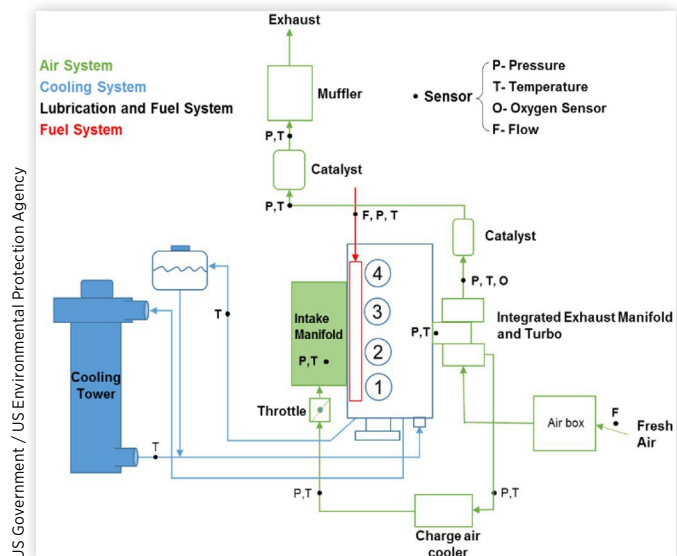 Exhaust
Air System
Cooling System
Lubrication and Fuel System
Fuel System
Muffler
• Sensor
P- Pressure
T- Temperature
O- Oxygen Sensor
F- Flow
P,T
Catalyst
P,T
F, P, T
Catalyst
P, T, O
4
3
2
1
Intake
Manifold
P,T
P,T
Integrated Exhaust Manifold
and Turbo
T
Cooling
Tower
Throttle
Air box
F
Fresh
Air
T
P,T
P,T
Charge air
cooler
US Government / US Environmental Protection Agency